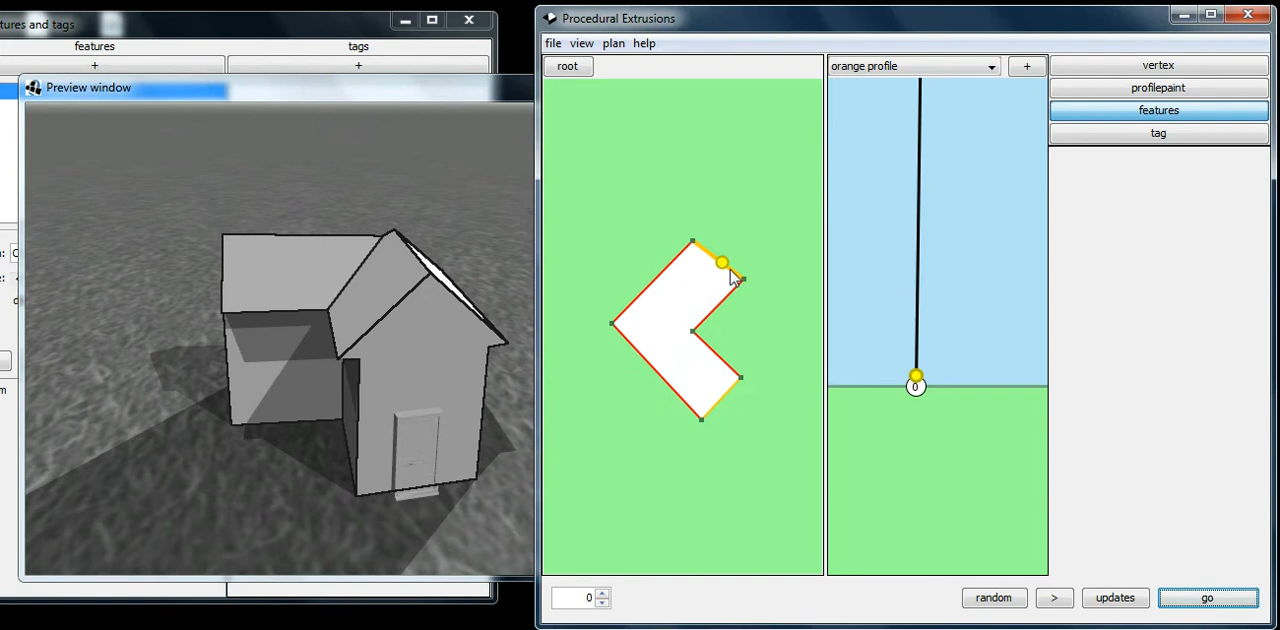 tures and tags
features
tags
+
+
Preview window
Procedural Extrusions
file view plan help
root
orange profile
+
vertex
profilepaint
features
tag
0
0
random
>
updates
go